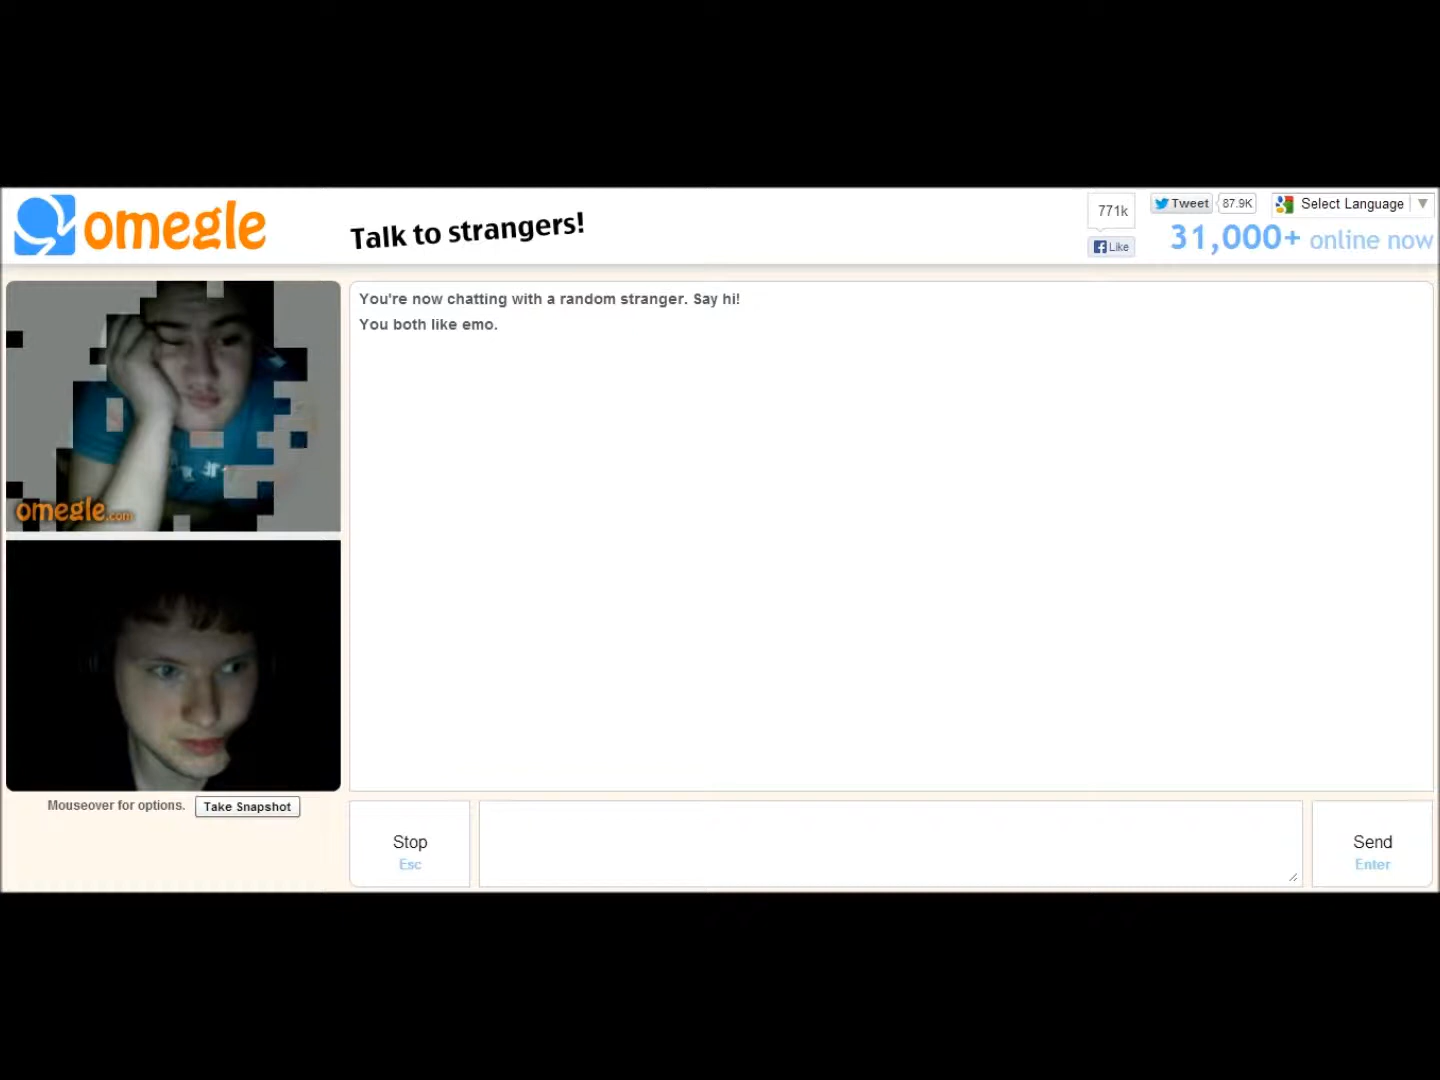 omegle
Talk to strangers!
771k
Like
Tweet
87.9K
Select Language
31,000+ online now
omegle.com
You're now chatting with a random stranger. Say hi!
You both like emo.
Mouseover for options.
Take Snapshot
Stop
Esc
Send
Enter